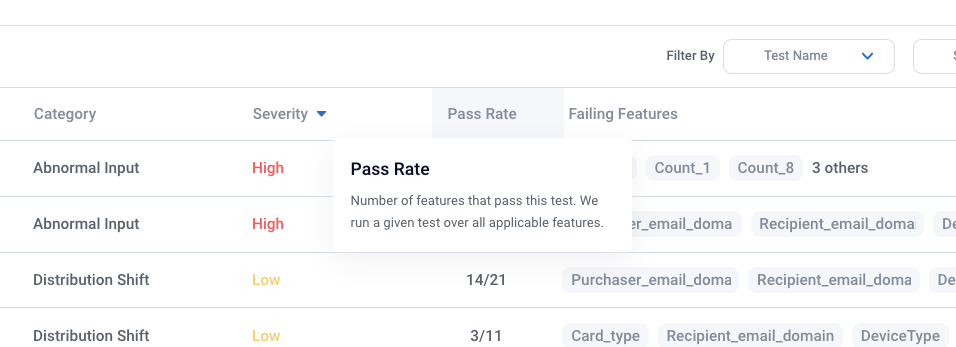 Filter By Test Name
Category Severity Pass Rate Failing Features
Abnormal Input High Count_1 Count_8 3 others
Pass Rate
Number of features that pass this test. We
run a given test over all applicable features.
Abnormal Input High er_email_doma Recipient_email_doma De
Distribution Shift Low 14/21 Purchaser_email_doma Recipient_email_doma De
Distribution Shift Low 3/11 Card_type Recipient_email_domain DeviceType